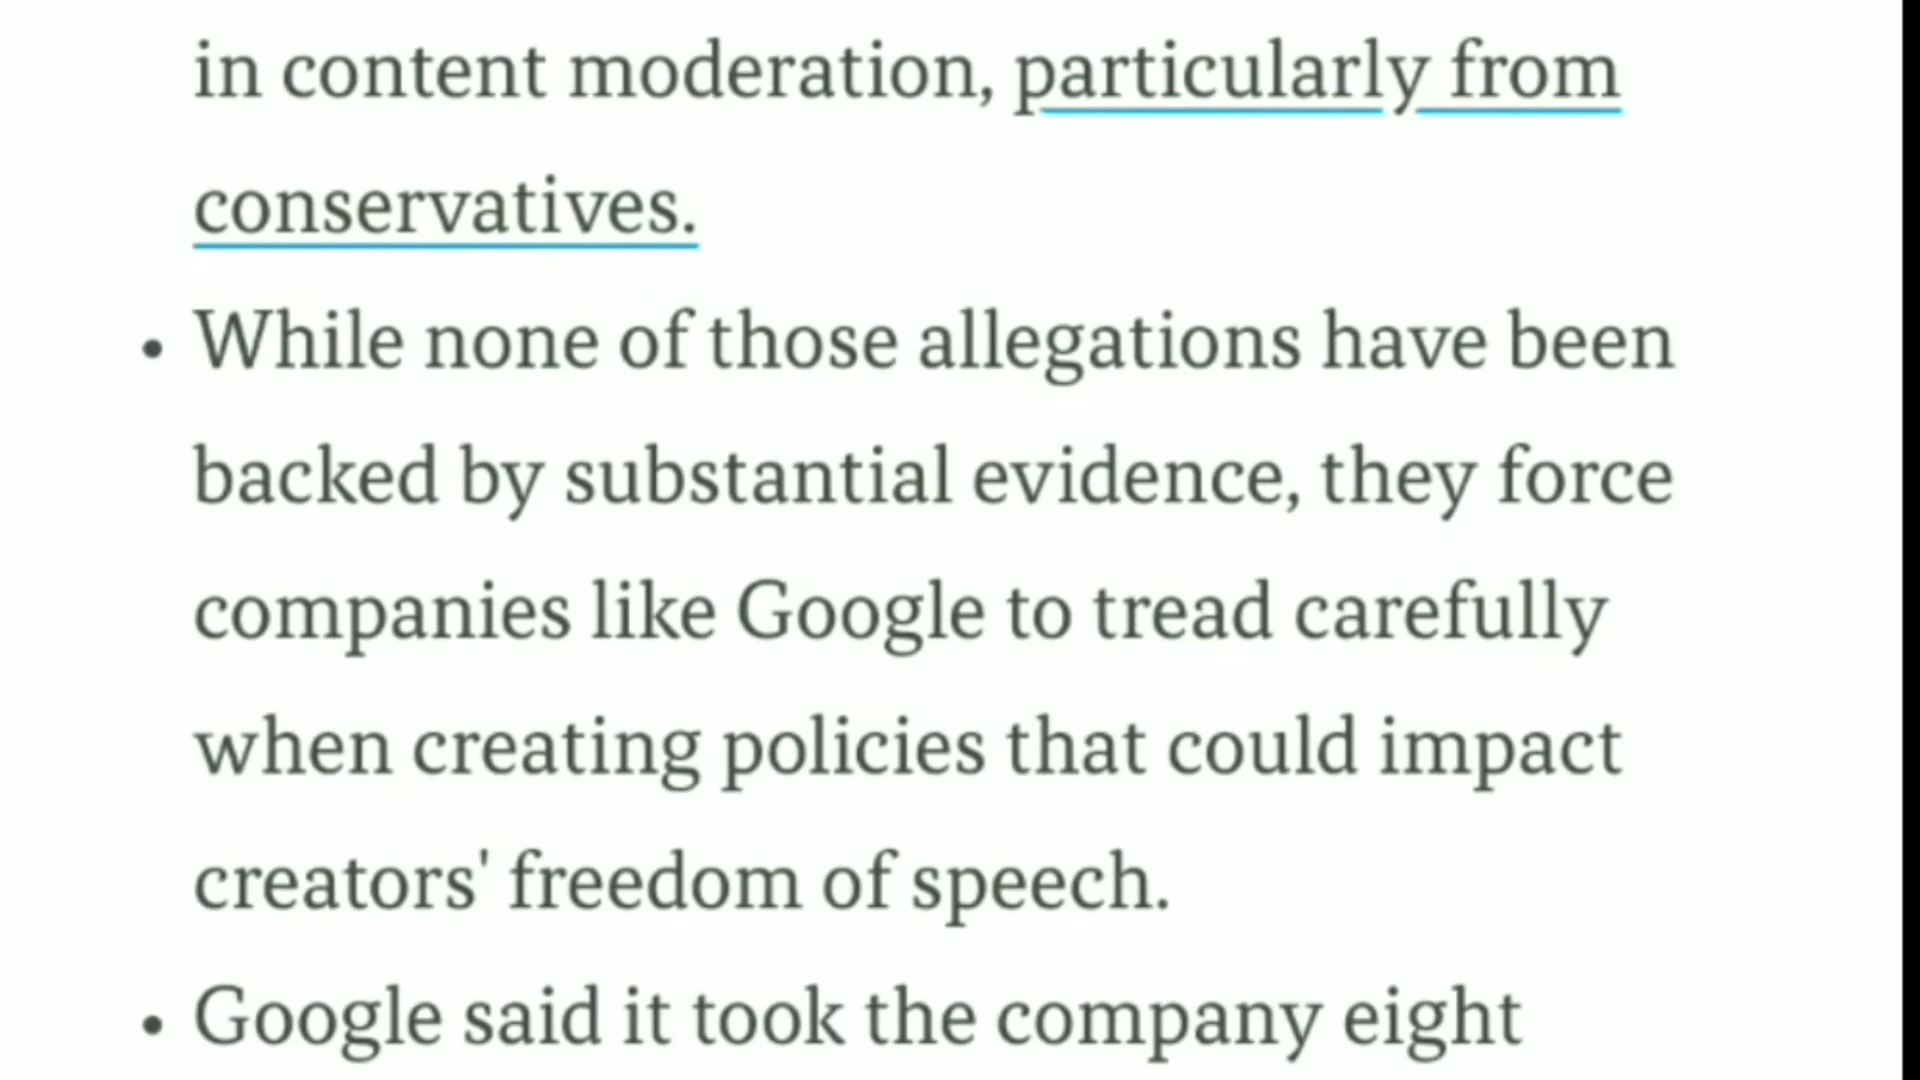 in content moderation, particularly from
conservatives.
• While none of those allegations have been
backed by substantial evidence, they force
companies like Google to tread carefully
when creating policies that could impact
creators' freedom of speech.
• Google said it took the company eight